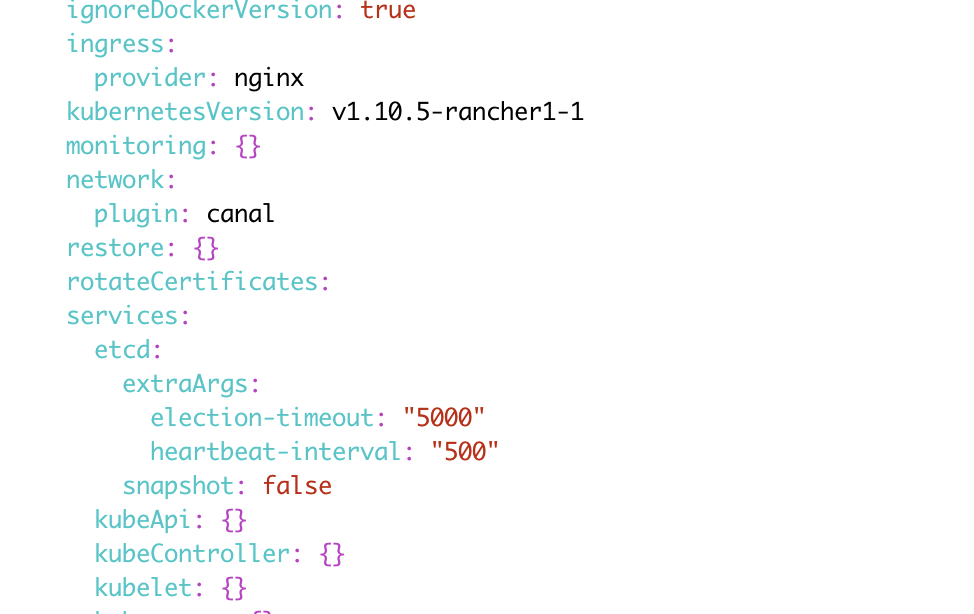 ignoreDockerVersion: true
ingress:
  provider: nginx
kubernetesVersion: v1.10.5-rancher1-1
monitoring: {}
network:
  plugin: canal
restore: {}
rotateCertificates:
services:
  etcd:
    extraArgs:
      election-timeout: "5000"
      heartbeat-interval: "500"
    snapshot: false
  kubeApi: {}
  kubeController: {}
  kubelet: {}